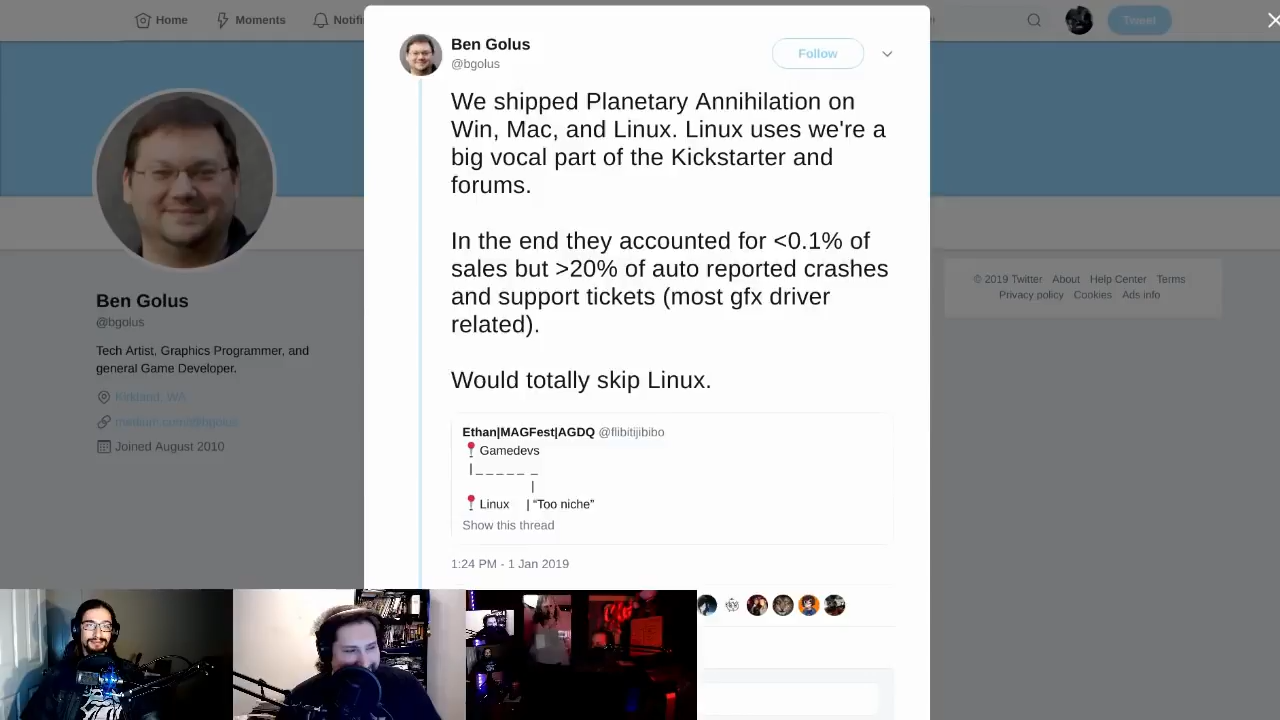 Home
Moments
Notifi
Tweet
Ben Golus
@bgolus
Follow
We shipped Planetary Annihilation on
Win, Mac, and Linux. Linux uses we're a
big vocal part of the Kickstarter and
forums.
In the end they accounted for <0.1% of
sales but >20% of auto reported crashes
and support tickets (most gfx driver
related).
Would totally skip Linux.
Ethan|MAGFest|AGDQ @flibitijibibo
📍Gamedevs
|_ _ _ _ _ _
|
📍Linux | “Too niche”
Show this thread
1:24 PM - 1 Jan 2019
Ben Golus
@bgolus
Tech Artist, Graphics Programmer, and
general Game Developer.
Kirkland, WA
medium.com/@bgolus
Joined August 2010
© 2019 Twitter About Help Center Terms
Privacy policy Cookies Ads info